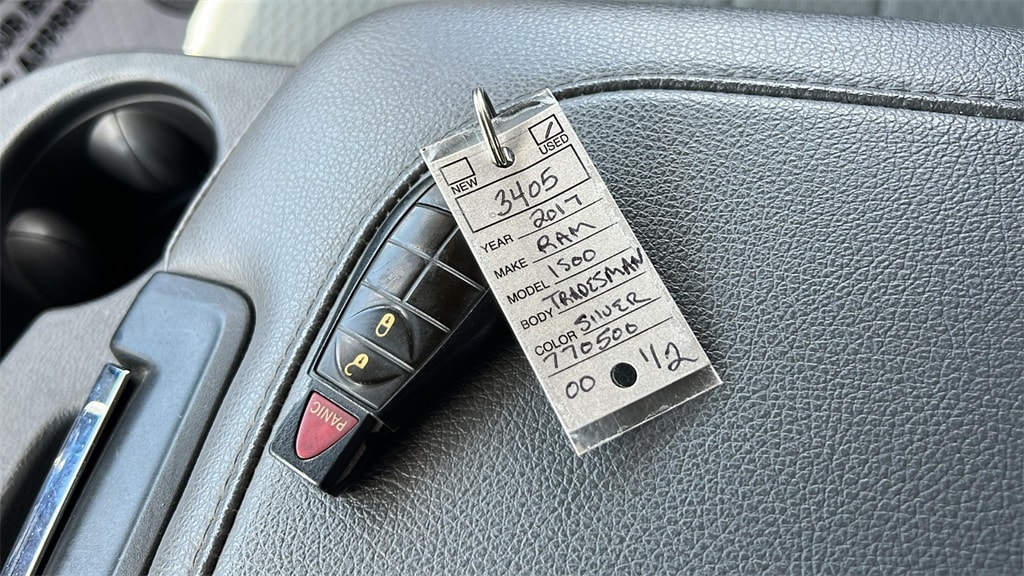 NEW
USED
3405
YEAR 2017
MAKE RAM
MODEL 1500
BODY TRADESMAN
COLOR SILVER
770500
00 1/2
PANIC